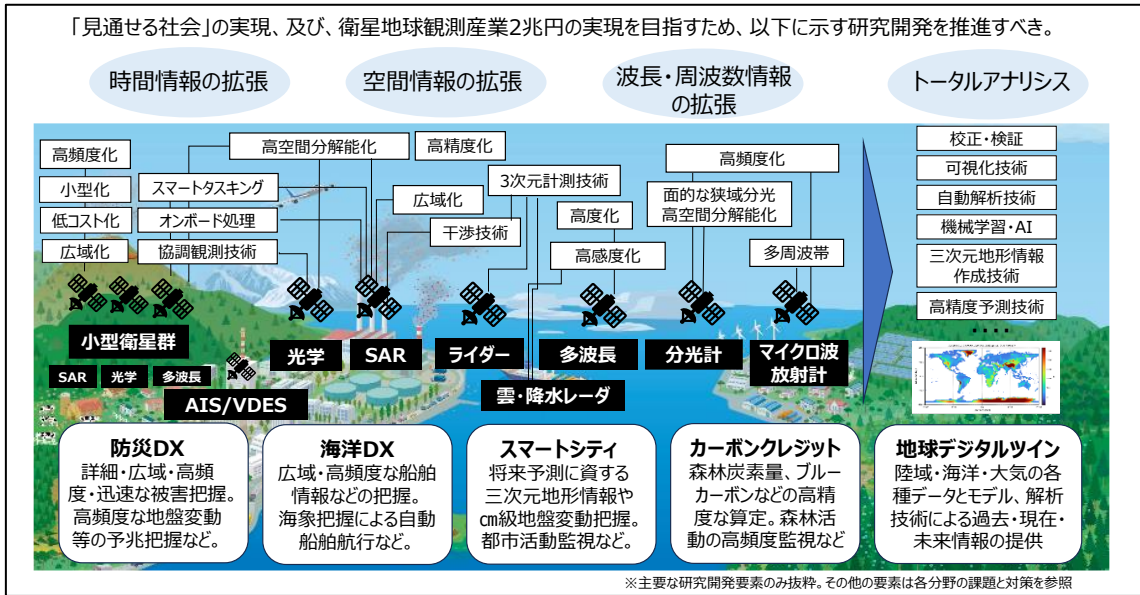 「見通せる社会」の実現、及び、衛星地球観測産業2兆円の実現を目指すため、以下に示す研究開発を推進すべき。
時間情報の拡張
空間情報の拡張
波長・周波数情報
の拡張
トータルアナリシス
高頻度化
小型化
低コスト化
広域化
スマートタスキング
オンボード処理
協調観測技術
高空間分解能化
高精度化
広域化
干渉技術
3次元計測技術
高度化
高感度化
高頻度化
面的な狭域分光
高空間分解能化
多周波帯
校正・検証
可視化技術
自動解析技術
機械学習・AI
三次元地形情報
作成技術
高精度予測技術
・・・・
小型衛星群
SAR
光学
多波長
AIS/VDES
光学
SAR
ライダー
雲・降水レーダ
多波長
分光計
マイクロ波
放射計
防災DX
詳細・広域・高頻
度・迅速な被害把握。
高頻度な地盤変動
等の予兆把握など。
海洋DX
広域・高頻度な船舶
情報などの把握。
海象把握による自動
船舶航行など。
スマートシティ
将来予測に資する
三次元地形情報や
㎝級地盤変動把握。
都市活動監視など。
カーボンクレジット
森林炭素量、ブルー
カーボンなどの高精
度な算定。森林活
動の高頻度監視など
地球デジタルツイン
陸域・海洋・大気の各
種データとモデル、解析
技術による過去・現在・
未来情報の提供
※主要な研究開発要素のみ抜粋。その他の要素は各分野の課題と対策を参照